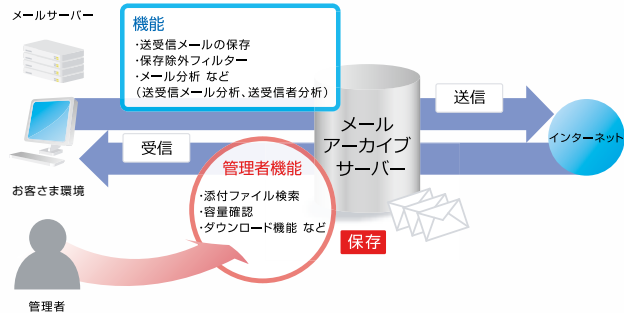 メールサーバー
機能
・送受信メールの保存
・保存除外フィルター
・メール分析 など
（送受信メール分析、送受信者分析）
送信
メール
アーカイブ
サーバー
インターネット
受信
お客さま環境
管理者機能
・添付ファイル検索
・容量確認
・ダウンロード機能 など
保存
管理者